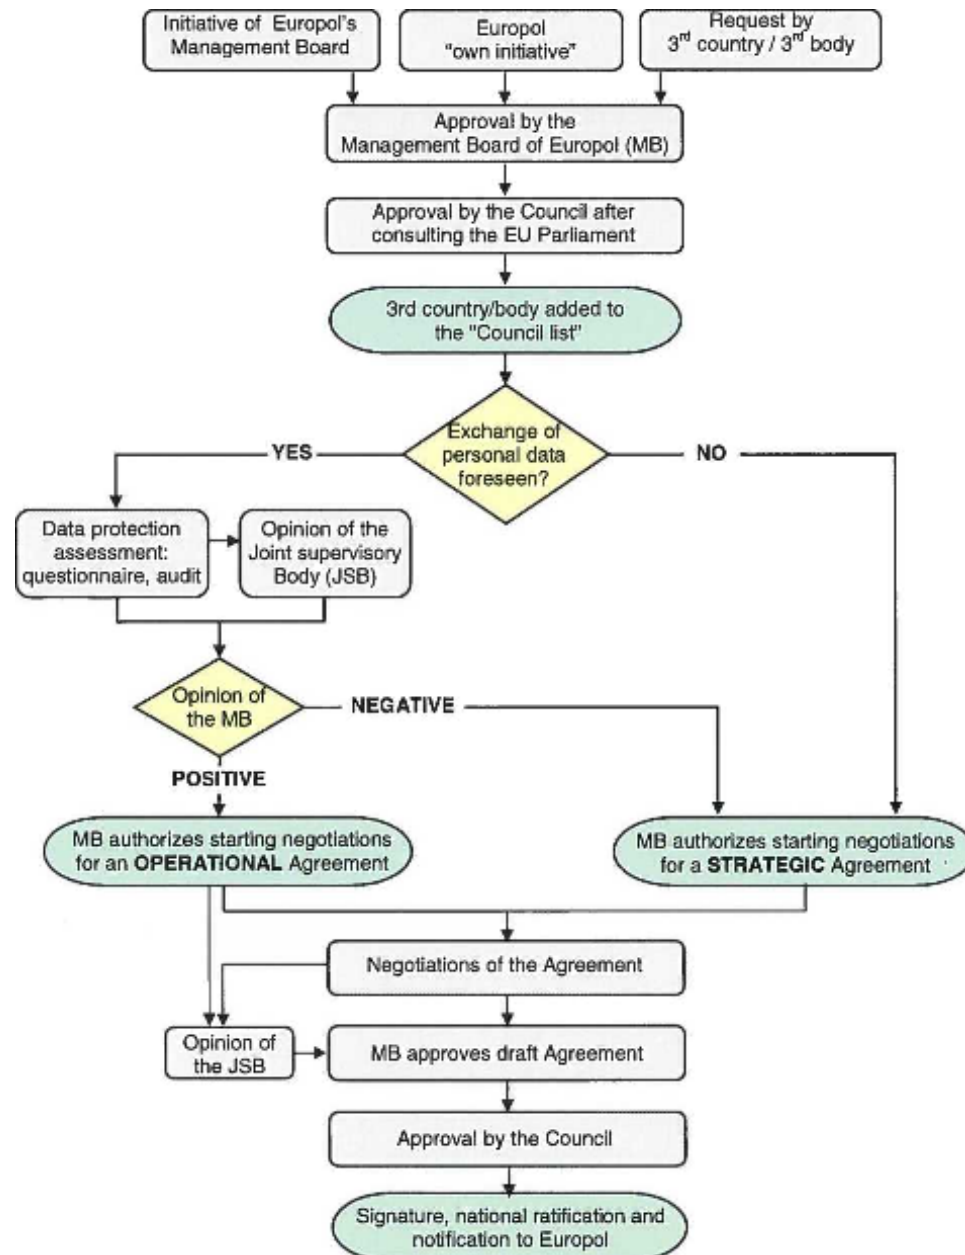 Initiative of Europol's
Management Board
Europol
"own initiative"
Request by
3rd country / 3rd body
Approval by the
Management Board of Europol (MB)
Approval by the Council after
consulting the EU Parliament
3rd country/body added to
the "Council list"
Exchange of
personal data
foreseen?
YES
NO
Data protection
assessment:
questionnaire, audit
Opinion of the
Joint supervisory
Body (JSB)
Opinion of
the MB
NEGATIVE
POSITIVE
MB authorizes starting negotiations
for an OPERATIONAL Agreement
MB authorizes starting negotiations
for a STRATEGIC Agreement
Negotiations of the Agreement
Opinion of
the JSB
MB approves draft Agreement
Approval by the Council
Signature, national ratification and
notification to Europol